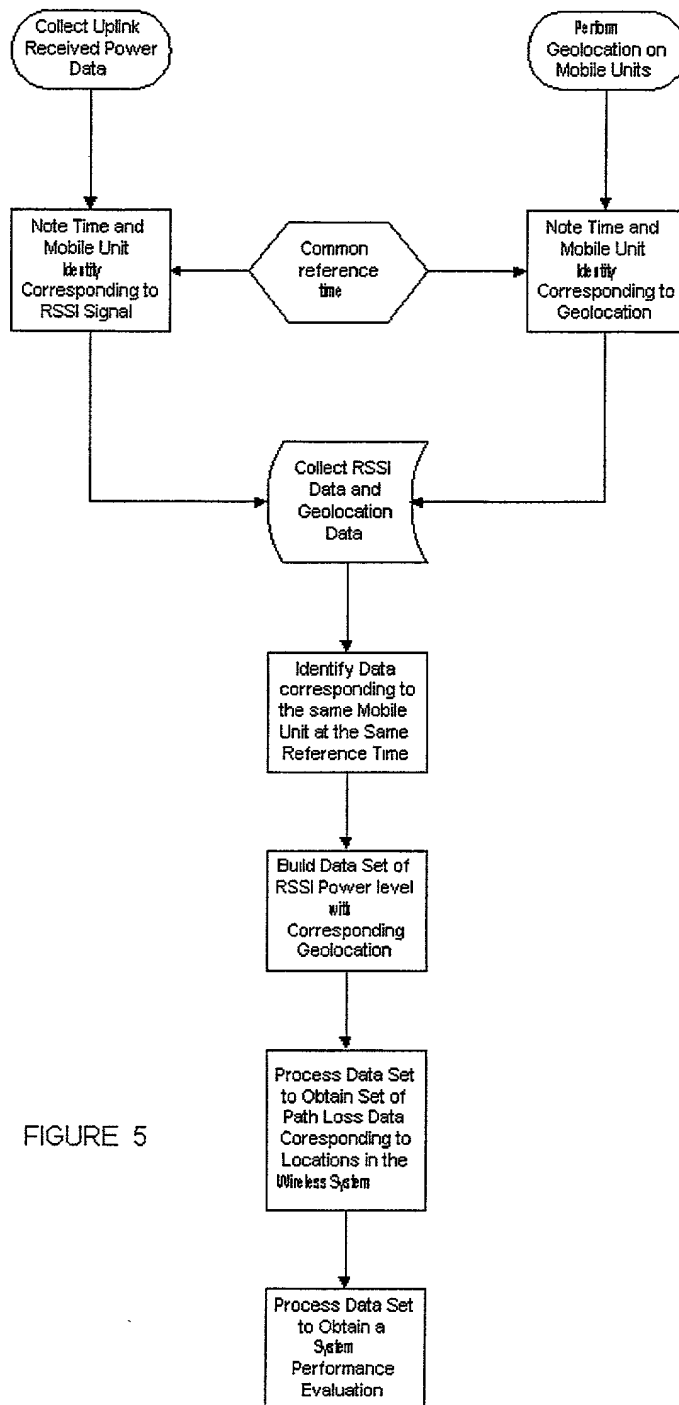 Collect Uplink
Received Power
Data
Perform
Geolocation on
Mobile Units
Note Time and
Mobile Unit
Identity
Corresponding to
RSSI Signal
Common
reference
time
Note Time and
Mobile Unit
Identity
Corresponding to
Geolocation
Collect RSSI
Data and
Geolocation
Data
Identify Data
corresponding to
the same Mobile
Unit at the Same
Reference Time
Build Data Set of
RSSI Power level
with
Corresponding
Geolocation
Process Data Set
to Obtain Set of
Path Loss Data
Coresponding to
Locations in the
Wireless System
FIGURE 5
Process Data Set
to Obtain a
System
Performance
Evaluation